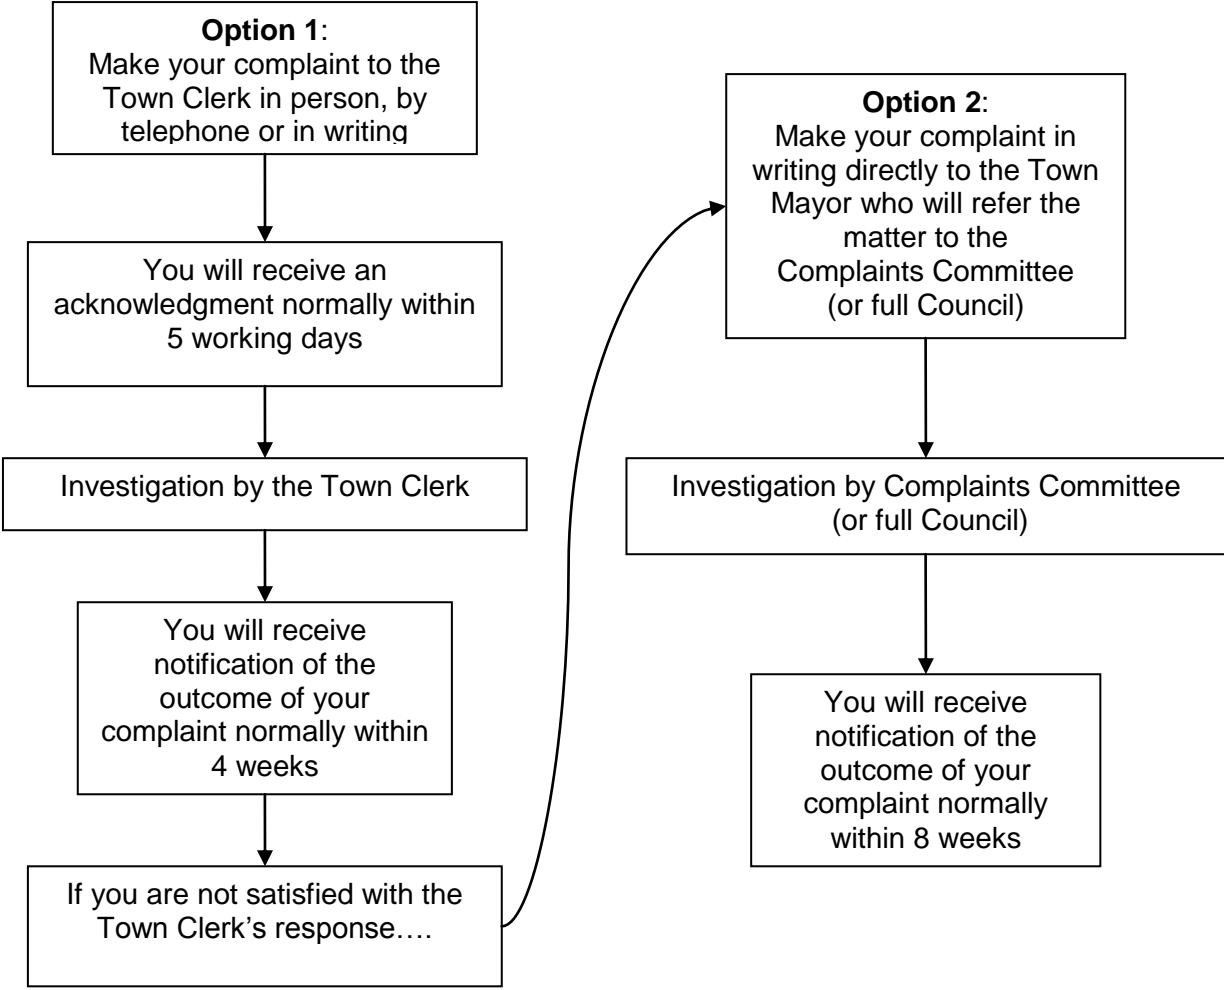 Option 1:
Make your complaint to the
Town Clerk in person, by
telephone or in writing
You will receive an
acknowledgment normally within
5 working days
Investigation by the Town Clerk
You will receive
notification of the
outcome of your
complaint normally within
4 weeks
If you are not satisfied with the
Town Clerk’s response….
Option 2:
Make your complaint in
writing directly to the Town
Mayor who will refer the
matter to the
Complaints Committee
(or full Council)
Investigation by Complaints Committee
(or full Council)
You will receive
notification of the
outcome of your
complaint normally
within 8 weeks